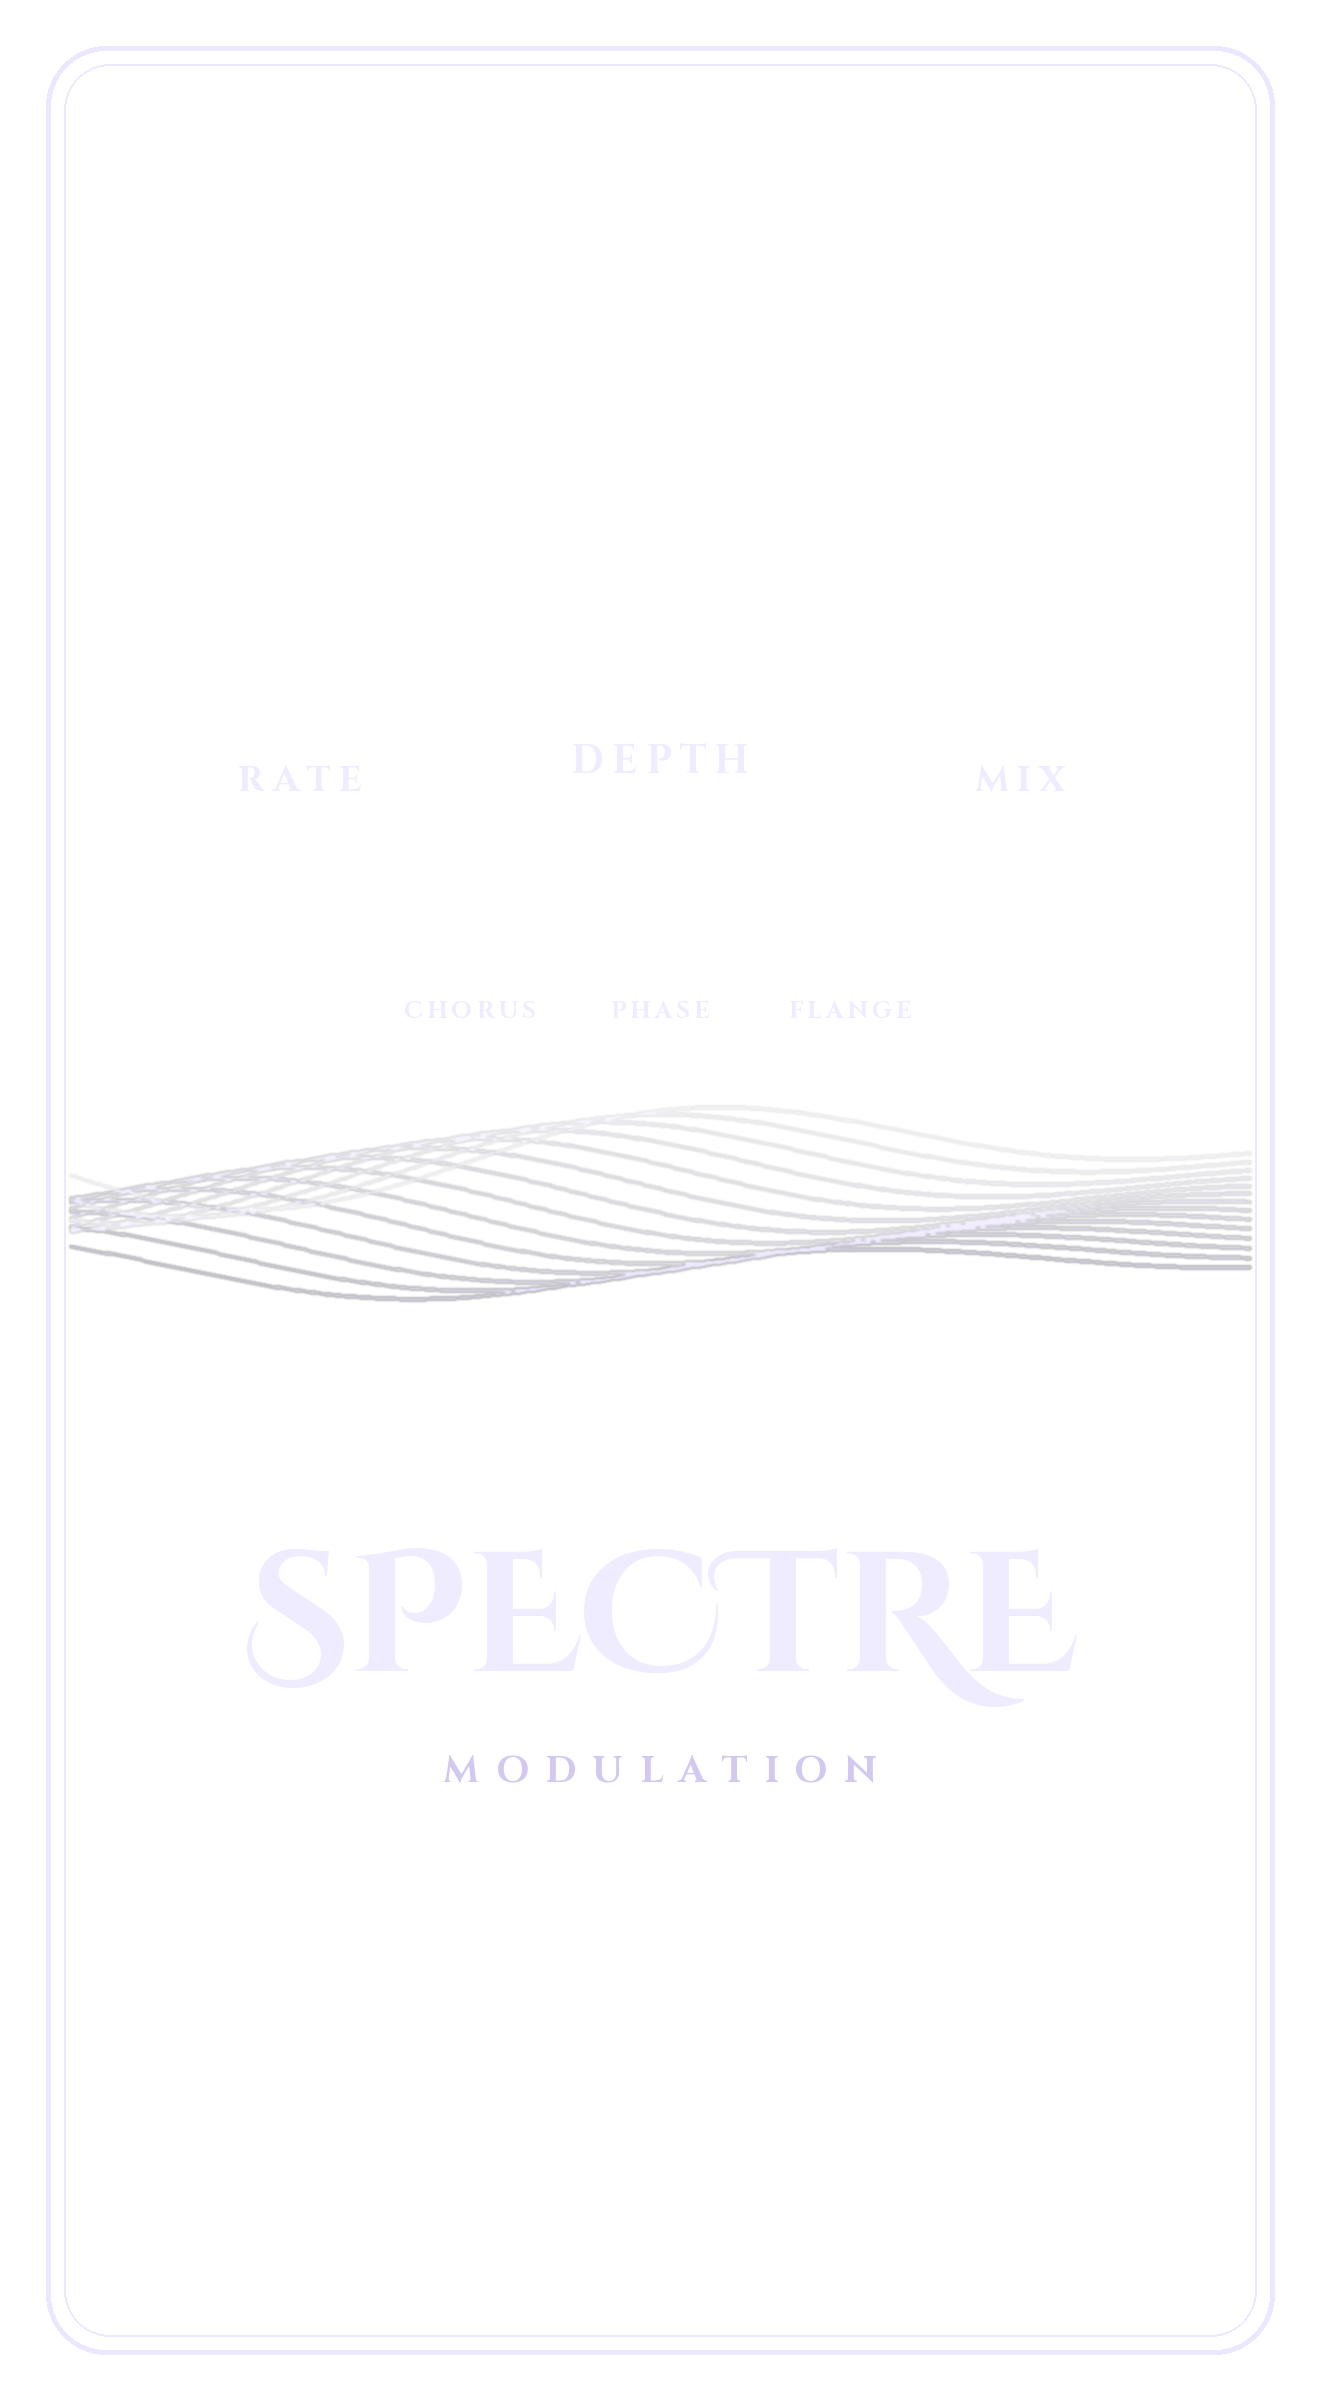 DEPTH
RATE MIX
CHORUS PHASE FLANGE
SPECTRE
MODULATION